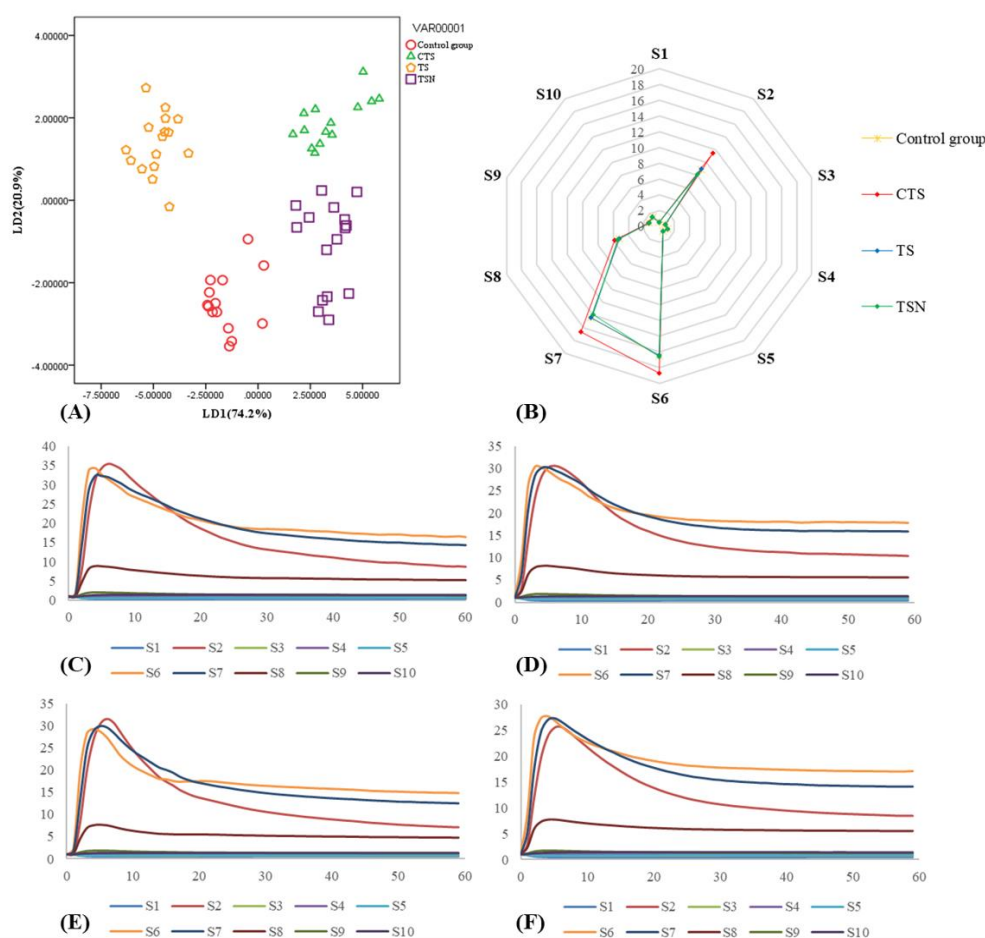 VAR00001
Control group
CTS
TS
TSN
4.00000
2.00000
.00000
-2.00000
-4.00000
LD2(20.9%)
-7.50000 -5.00000 -2.50000 .00000 2.50000 5.00000
LD1(74.2%)
(A)
S1
S2
S3
S4
S5
S6
S7
S8
S9
S10
20
18
16
14
12
10
8
6
4
2
0
Control group
CTS
TS
TSN
(B)
40
35
30
25
20
15
10
5
0
0 10 20 30 40 50 60
S1 S2 S3 S4 S5
S6 S7 S8 S9 S10
(C)
35
30
25
20
15
10
5
0
0 10 20 30 40 50 60
S1 S2 S3 S4 S5
S6 S7 S8 S9 S10
(D)
35
30
25
20
15
10
5
0
0 10 20 30 40 50 60
S1 S2 S3 S4 S5
S6 S7 S8 S9 S10
(E)
30
25
20
15
10
5
0
0 10 20 30 40 50 60
S1 S2 S3 S4 S5
S6 S7 S8 S9 S10
(F)